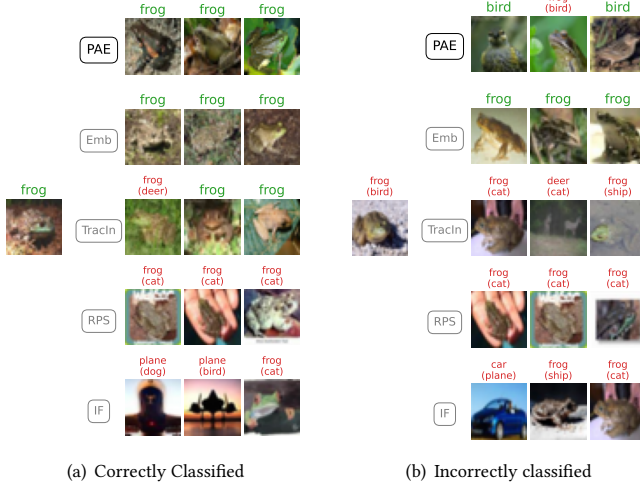 frog frog frog
PAE
frog frog frog
Emb
frog
(deer)
frog frog
frog
TracIn
frog
(cat)
frog
(cat)
frog
(cat)
RPS
plane
(dog)
plane
(bird)
frog
(cat)
IF
(a) Correctly Classified
bird
(bird)
bird
PAE
frog frog frog
Emb
frog
(bird)
frog
(cat)
deer
(cat)
frog
(ship)
TracIn
frog
(cat)
frog
(cat)
frog
(cat)
RPS
car
(plane)
frog
(ship)
frog
(cat)
IF
(b) Incorrectly classified